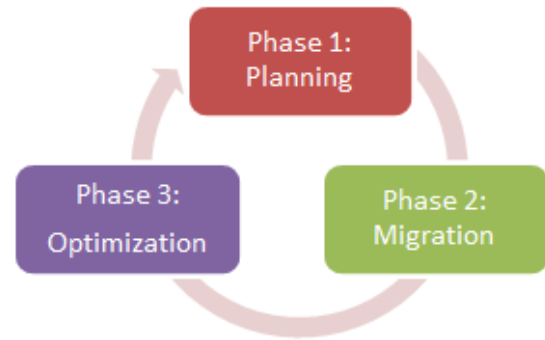 Phase 1:
Planning
Phase 2:
Migration
Phase 3:
Optimization